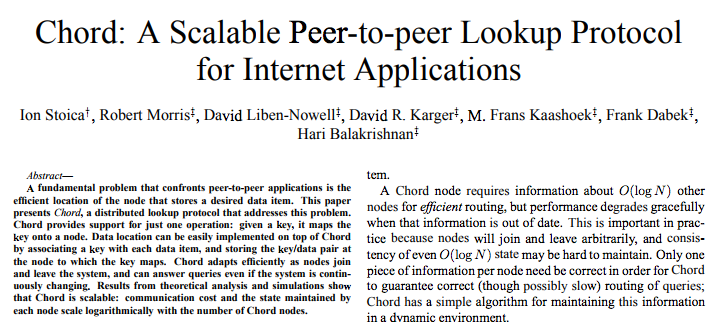 Chord: A Scalable Peer-to-peer Lookup Protocol
for Internet Applications
Ion Stoica†, Robert Morris‡, David Liben-Nowell‡, David R. Karger‡, M. Frans Kaashoek‡, Frank Dabek‡,
Hari Balakrishnan‡
Abstract—
A fundamental problem that confronts peer-to-peer applications is the
efficient location of the node that stores a desired data item. This paper
presents Chord, a distributed lookup protocol that addresses this problem.
Chord provides support for just one operation: given a key, it maps the
key onto a node. Data location can be easily implemented on top of Chord
by associating a key with each data item, and storing the key/data pair at
the node to which the key maps. Chord adapts efficiently as nodes join
and leave the system, and can answer queries even if the system is contin-
uously changing. Results from theoretical analysis and simulations show
that Chord is scalable: communication cost and the state maintained by
each node scale logarithmically with the number of Chord nodes.
tem.
A Chord node requires information about O(log N) other
nodes for efficient routing, but performance degrades gracefully
when that information is out of date. This is important in prac-
tice because nodes will join and leave arbitrarily, and consis-
tency of even O(log N) state may be hard to maintain. Only one
piece of information per node need be correct in order for Chord
to guarantee correct (though possibly slow) routing of queries;
Chord has a simple algorithm for maintaining this information
in a dynamic environment.